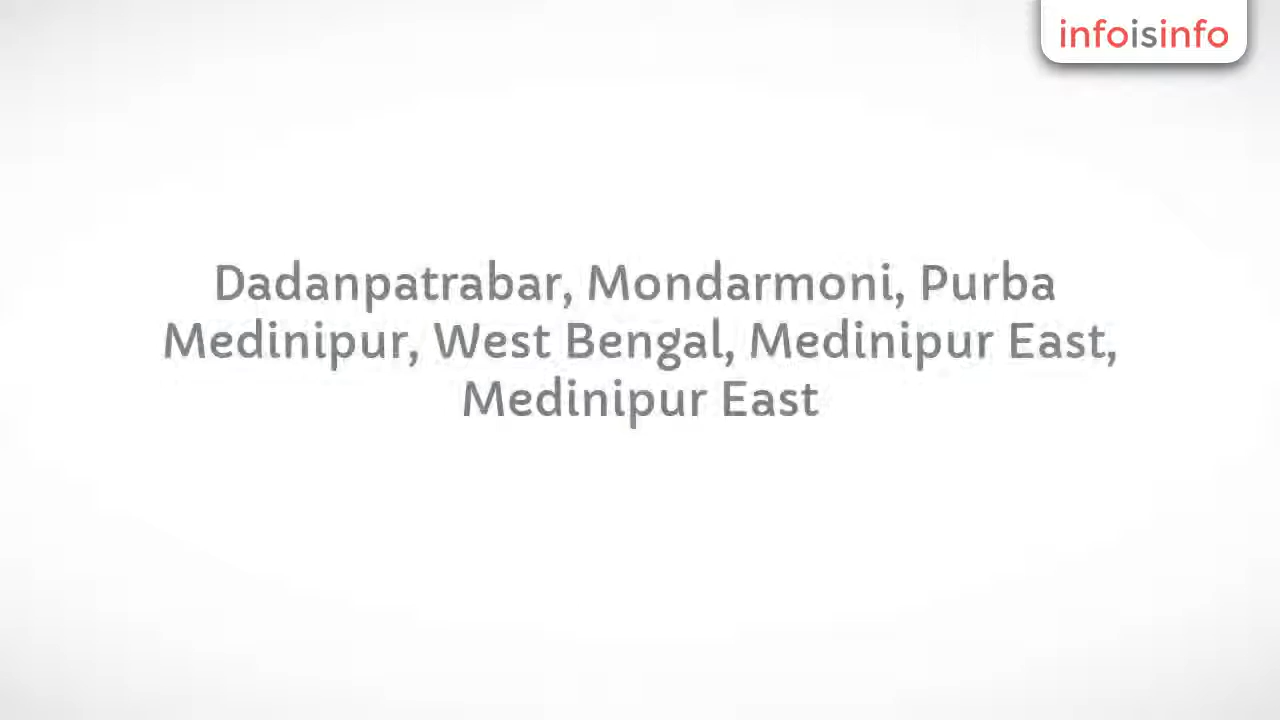 infoisinfo
Dadanpatrabar, Mondarmoni, Purba
Medinipur, West Bengal, Medinipur East,
Medinipur East